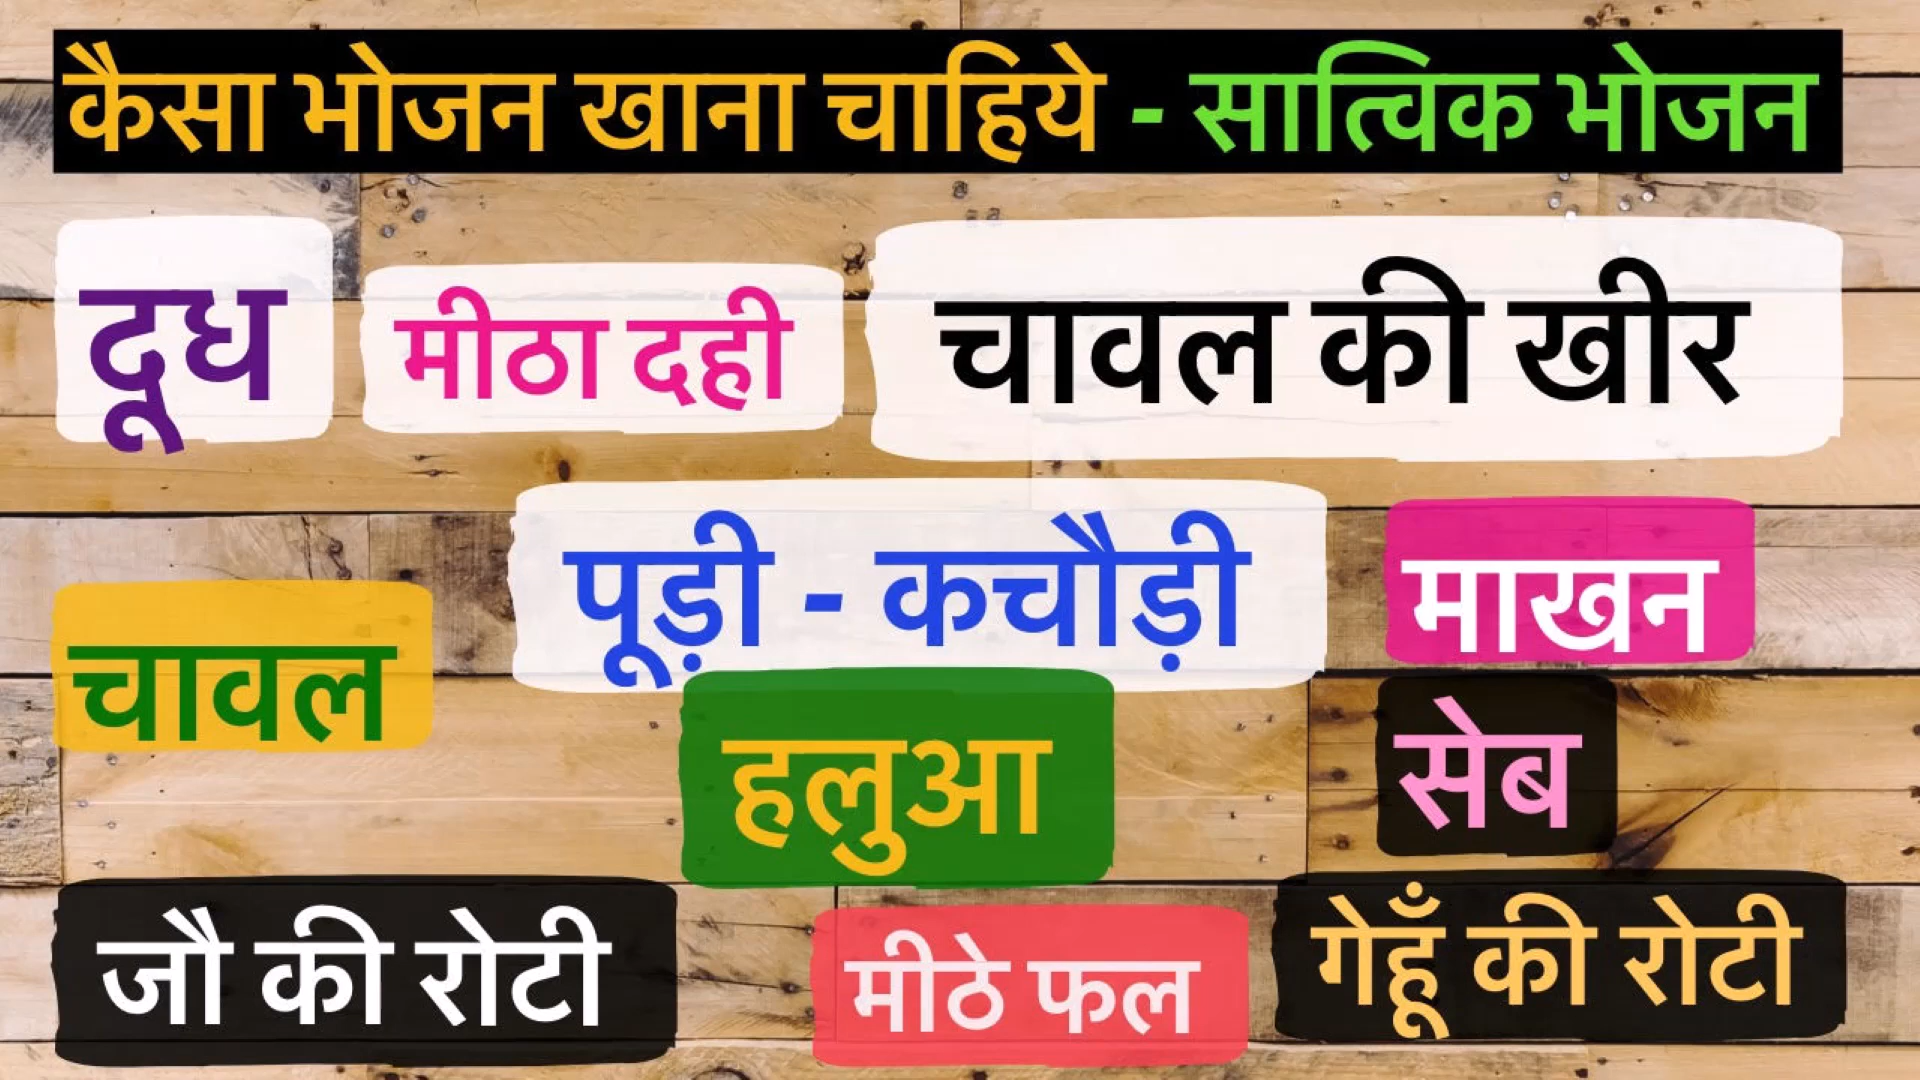 कैसा भोजन खाना चाहिये - सात्विक भोजन
दूध
मीठा दही
चावल की खीर
पूड़ी - कचौड़ी
माखन
चावल
हलुआ
सेब
जौ की रोटी
मीठे फल
गेहूँ की रोटी